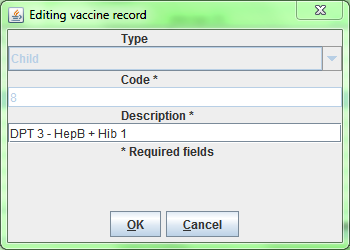 Editing vaccine record
Type
Child
Code *
8
Description *
DPT 3 - HepB + Hib 1
* Required fields
OK Cancel